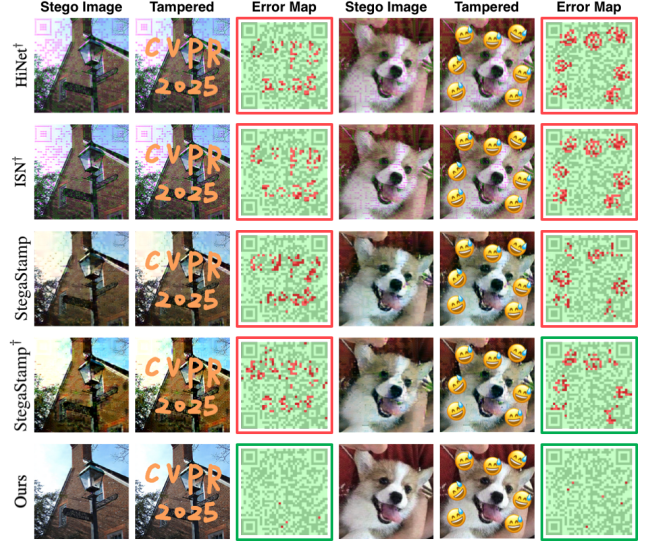 Stego Image Tampered Error Map Stego Image Tampered Error Map
HiNet†
CVPR
2025
ISN†
CVPR
2025
StegaStamp
CVPR
2025
StegaStamp†
CVPR
2025
Ours
CVPR
2025